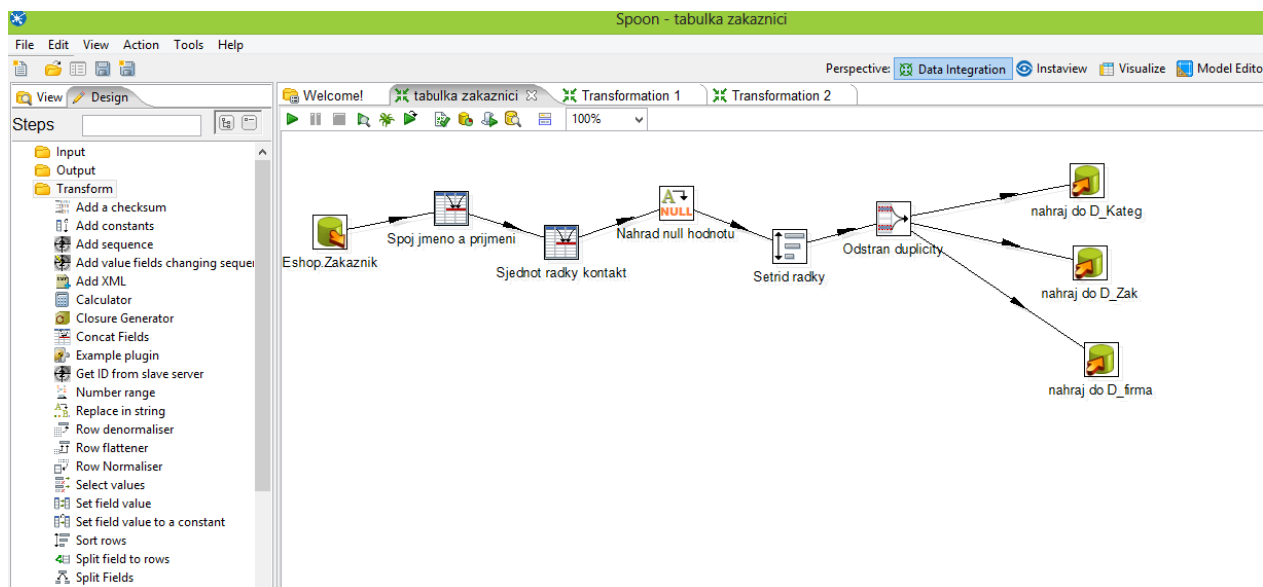 Spoon - tabulka zakaznici
File Edit View Action Tools Help
Perspective: Data Integration Instaview Visualize Model Edito
View Design
Welcome! tabulka zakaznici Transformation 1 Transformation 2
Steps
100%
Input
Output
Transform
Add a checksum
Add constants
Add sequence
Add value fields changing sequer
Add XML
Calculator
Closure Generator
Concat Fields
Example plugin
Get ID from slave server
Number range
Replace in string
Row denormaliser
Row flattener
Row Normaliser
Select values
Set field value
Set field value to a constant
Sort rows
Split field to rows
Split Fields
Eshop.Zakaznik
Spoj jmeno a prijmeni
Sjednot radky kontakt
A
NULL
Nahrad null hodnotu
Setrid radky
Odstran duplicity
nahraj do D_Kateg
nahraj do D_Zak
nahraj do D_firma